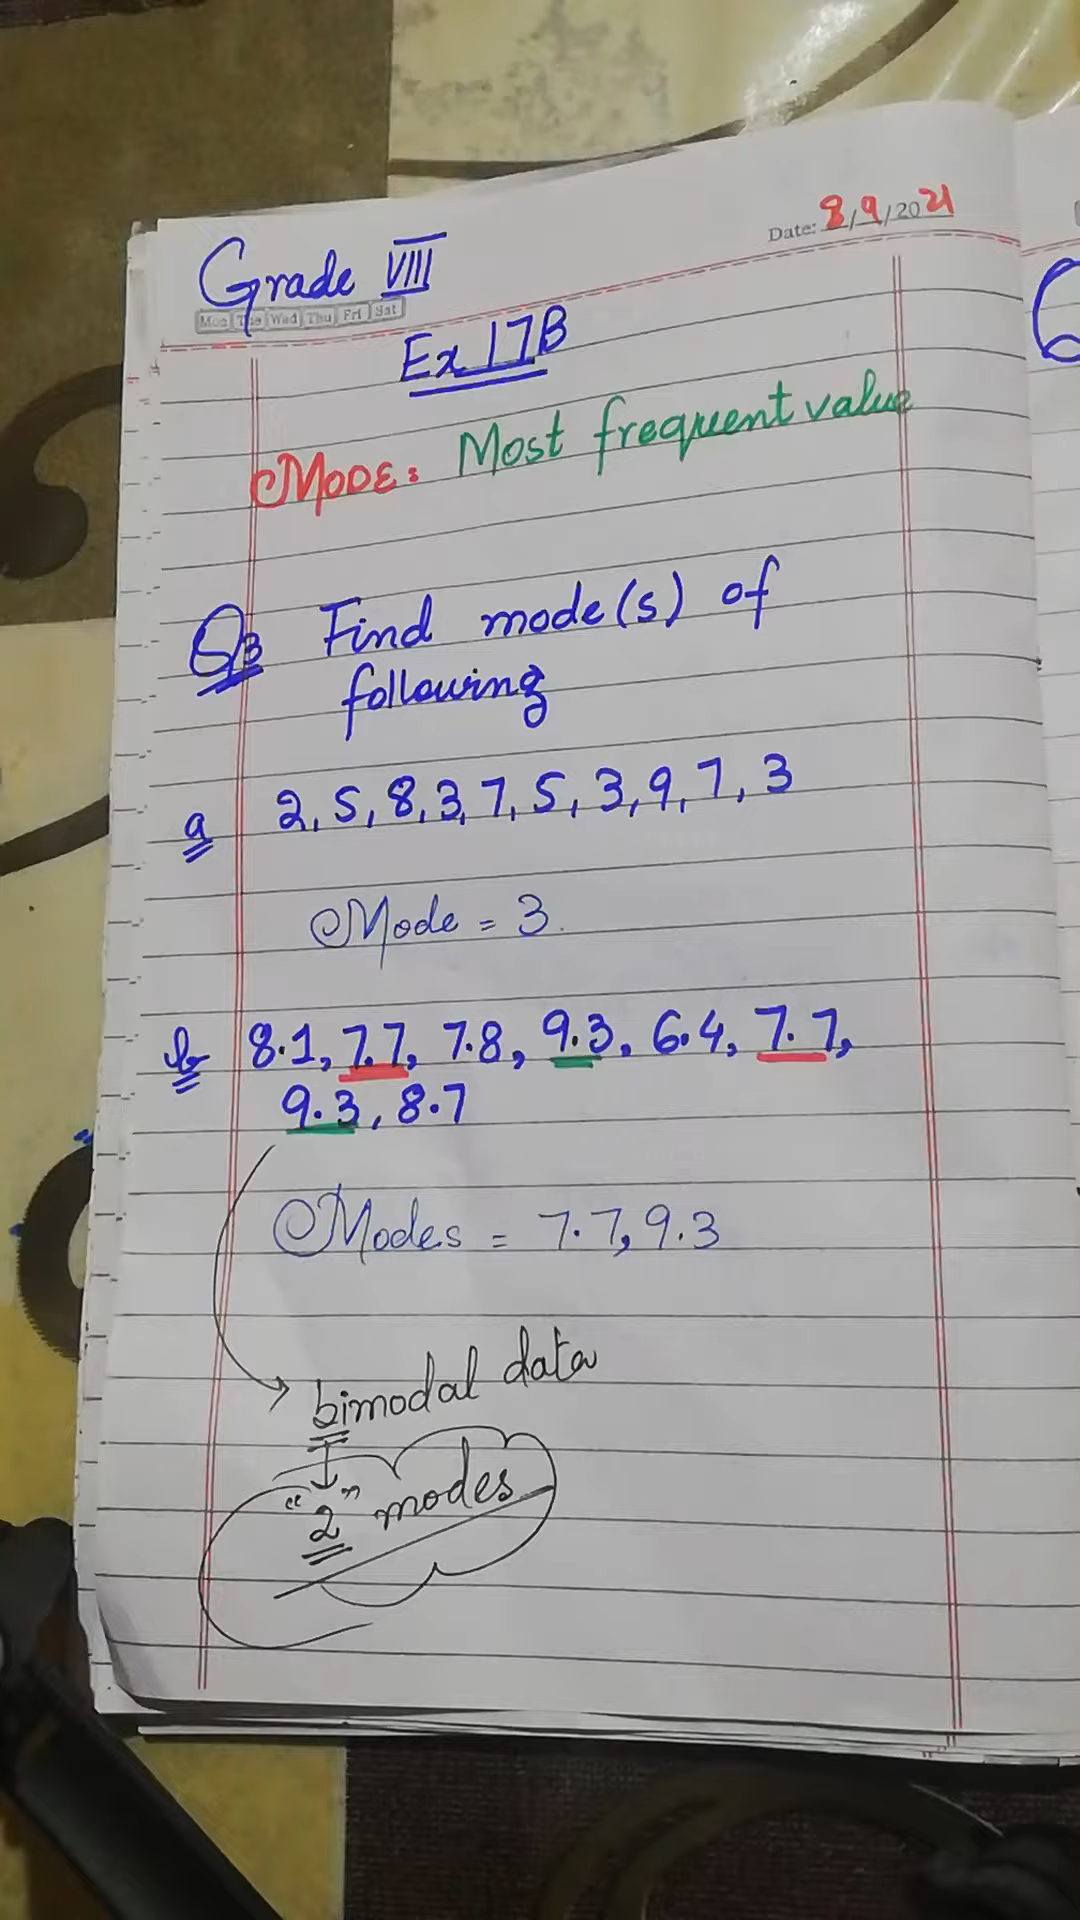 Date: 8/9/2021
Grade VIII
Mon Tue Wed Thu Fri Sat
Ex 17B
MODE: Most frequent value
Q3 Find mode(s) of
following
a 2, 5, 8, 3, 7, 5, 3, 9, 7, 3
Mode = 3.
b 8.1, 7.7, 7.8, 9.3, 6.4, 7.7,
9.3, 8.7
Modes = 7.7, 9.3
bimodal data
"2" modes